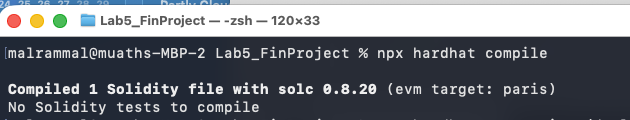 Lab5_FinProject — -zsh — 120×33
malrammal@muaths-MBP-2 Lab5_FinProject % npx hardhat compile
Compiled 1 Solidity file with solc 0.8.20 (evm target: paris)
No Solidity tests to compile